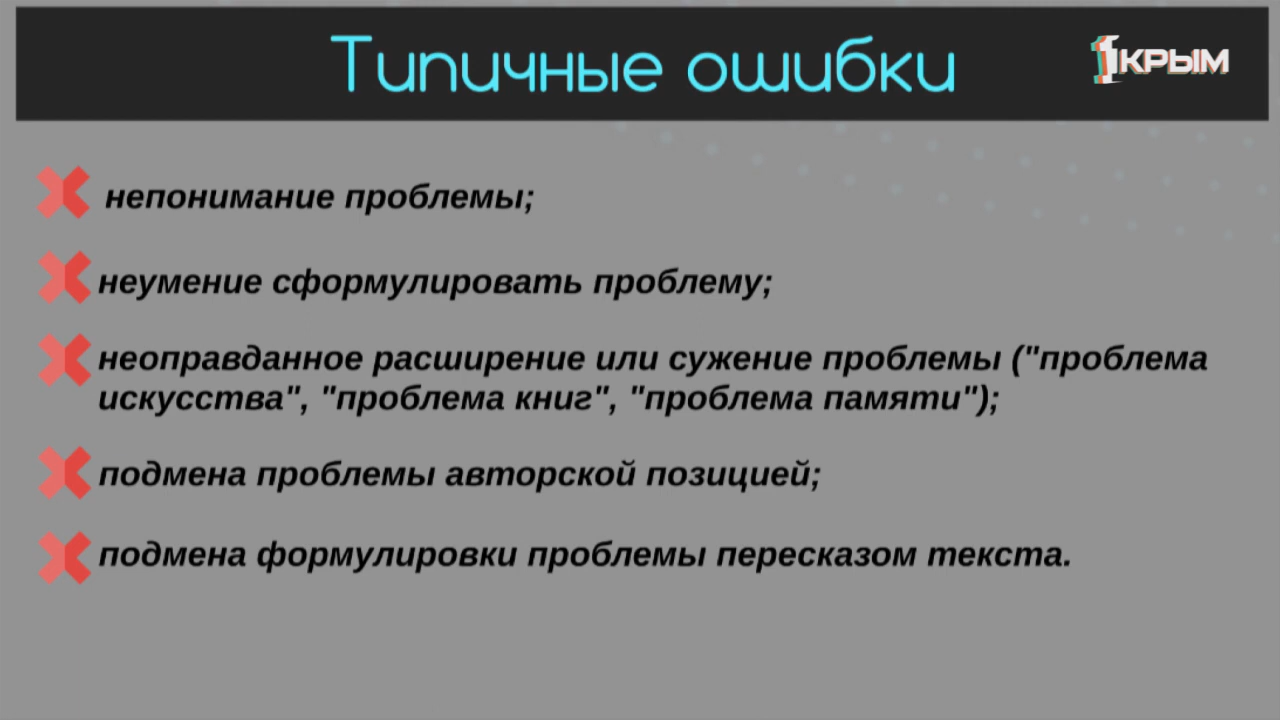 Типичные ошибки
1КРЫМ
непонимание проблемы;
неумение сформулировать проблему;
неоправданное расширение или сужение проблемы ("проблема
искусства", "проблема книг", "проблема памяти");
подмена проблемы авторской позицией;
подмена формулировки проблемы пересказом текста.